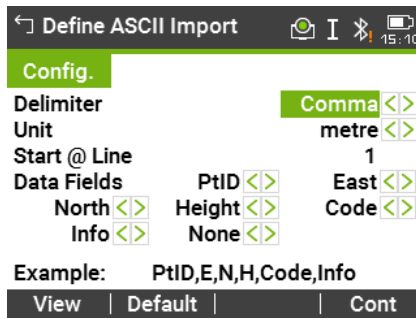 Define ASCII Import I 15:10
Config.
Delimiter Comma
Unit metre
Start @ Line 1
Data Fields PtID East
North Height Code
Info None
Example: PtID,E,N,H,Code,Info
View Default Cont